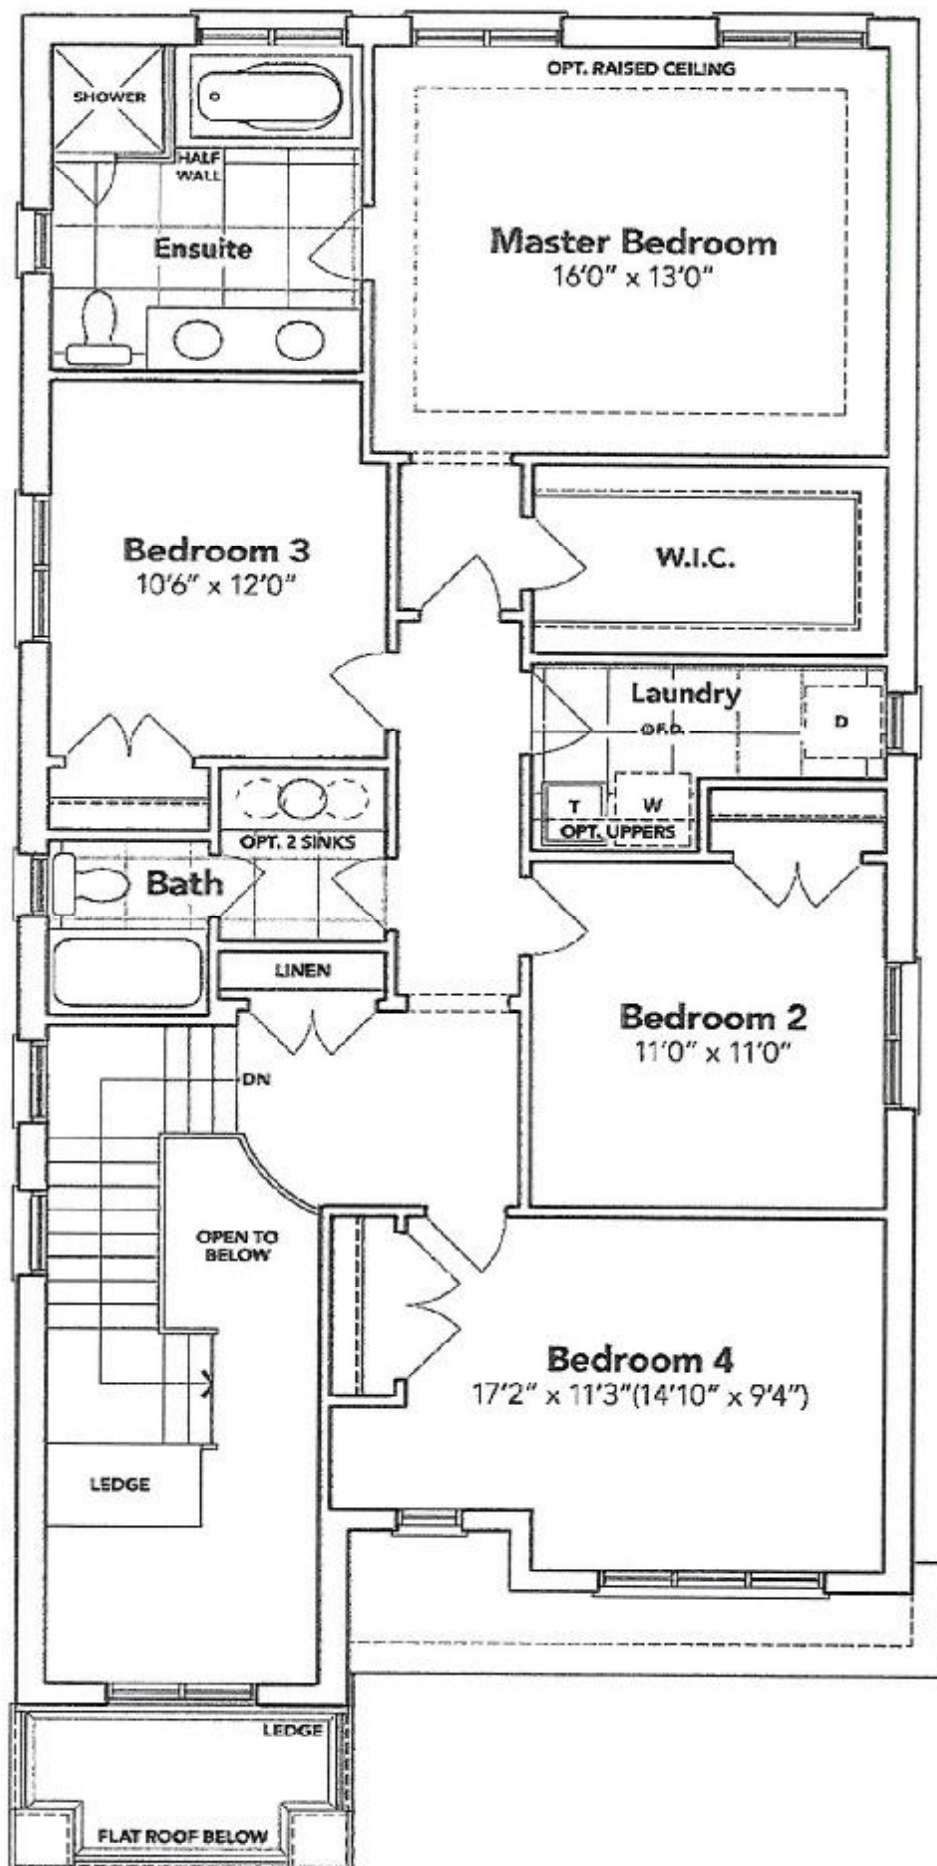 OPT. RAISED CEILING
SHOWER
HALF
WALL
Ensuite
Master Bedroom
16'0" x 13'0"
Bedroom 3
10'6" x 12'0"
W.I.C.
Laundry
F.D.
D
T
W
OPT. UPPERS
OPT. 2 SINKS
Bath
LINEN
Bedroom 2
11'0" x 11'0"
DN
OPEN TO
BELOW
Bedroom 4
17'2" x 11'3"(14'10" x 9'4")
LEDGE
LEDGE
FLAT ROOF BELOW